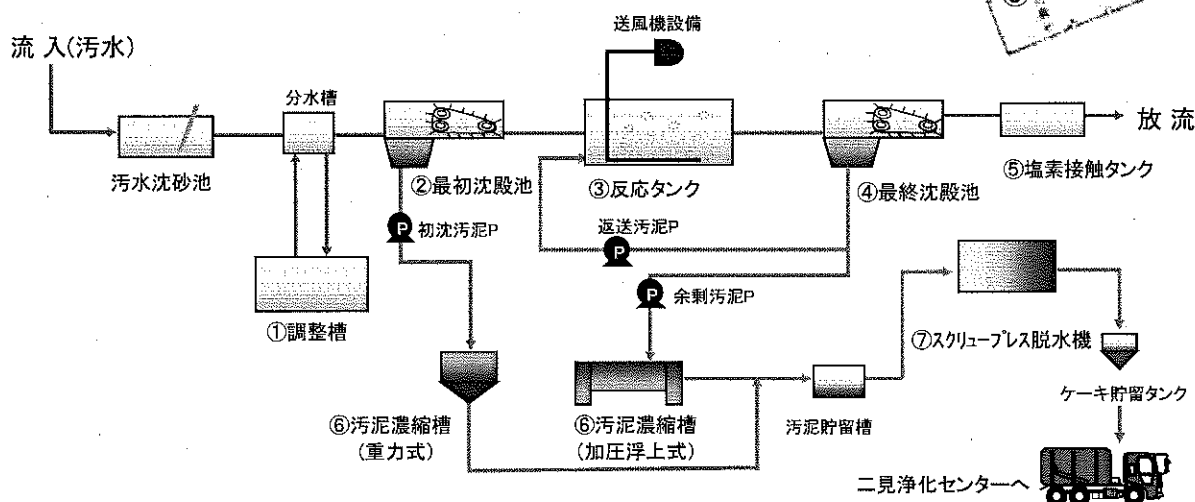 送風機設備
流入(汚水)
分水槽
放流
汚水沈砂池
②最初沈殿池
③反応タンク
④最終沈殿池
⑤塩素接触タンク
P
初沈汚泥P
返送汚泥P
P
P
余剰汚泥P
①調整槽
⑦スクリュープレス脱水機
⑥汚泥濃縮槽
(重力式)
⑥汚泥濃縮槽
(加圧浮上式)
汚泥貯留槽
ケーキ貯留タンク
二見浄化センターへ